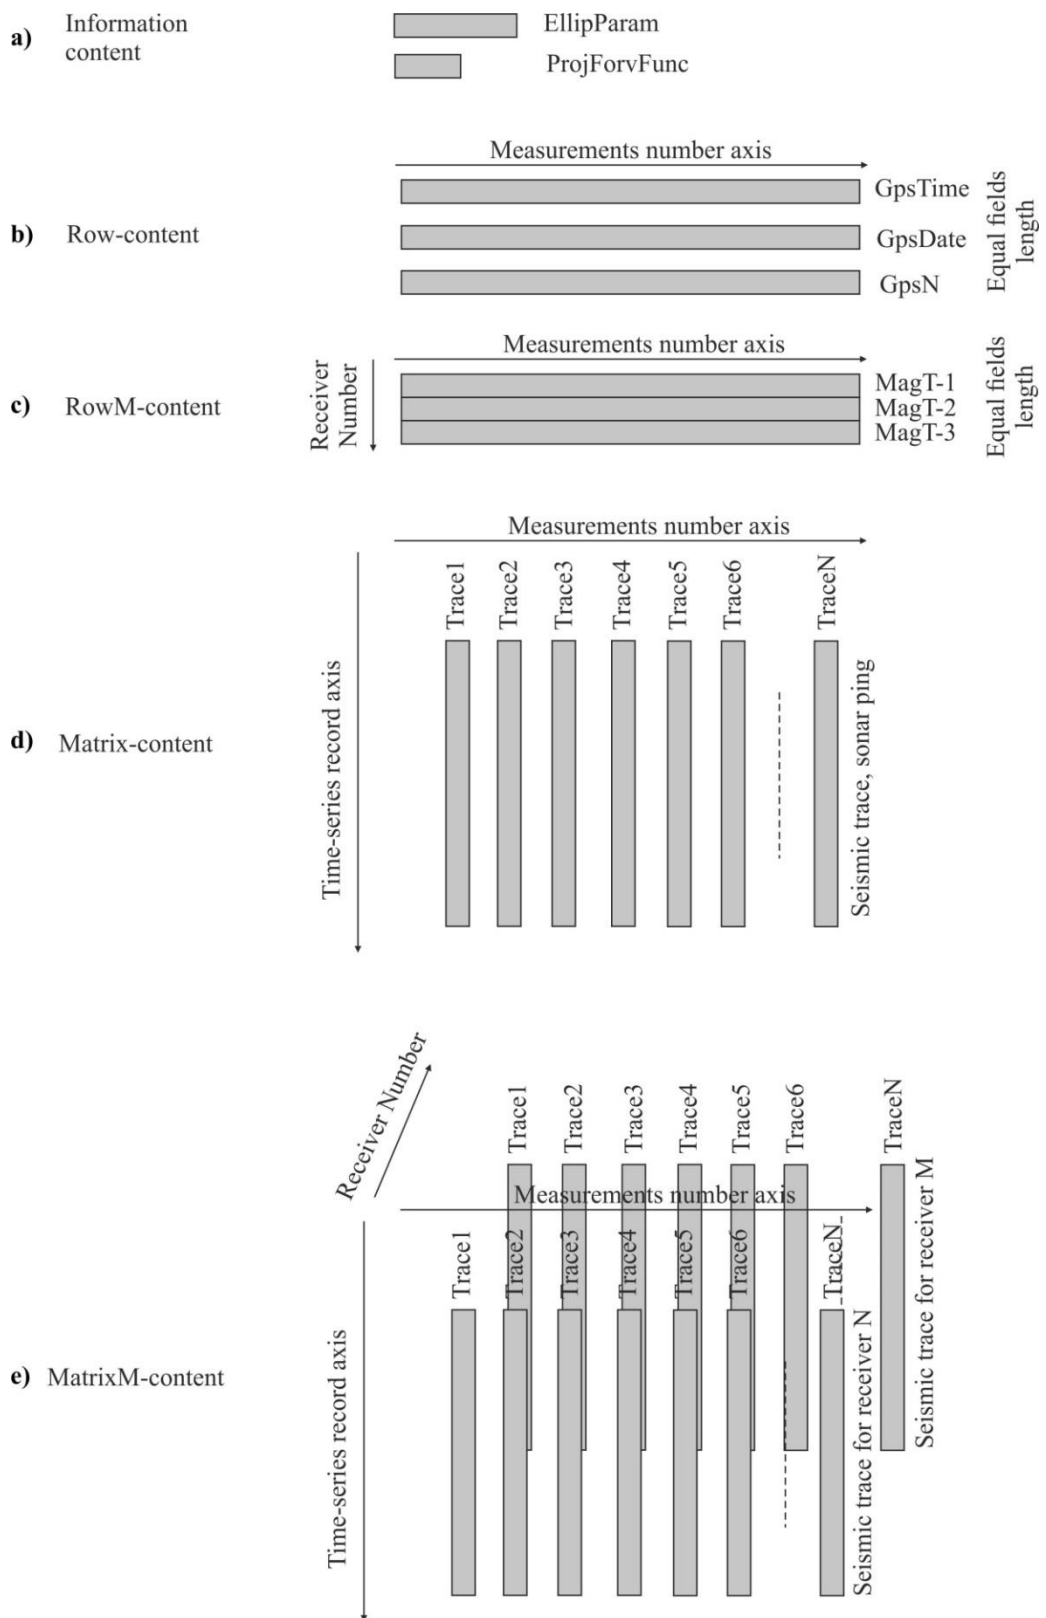 a)
Information
content
EllipParam
ProjForvFunc
Measurements number axis
b)
Row-content
GpsTime
GpsDate
GpsN
Equal fields
length
Measurements number axis
c)
RowM-content
Receiver
Number
MagT-1
MagT-2
MagT-3
Equal fields
length
Measurements number axis
d)
Matrix-content
Time-series record axis
Trace1
Trace2
Trace3
Trace4
Trace5
Trace6
TraceN
Seismic trace, sonar ping
Receiver Number
Trace1
Trace2
Trace3
Trace4
Trace5
Trace6
TraceN
Seismic trace for receiver M
Measurements number axis
e)
MatrixM-content
Time-series record axis
Trace1
Trace2
Trace3
Trace4
Trace5
Trace6
TraceN
Seismic trace for receiver N